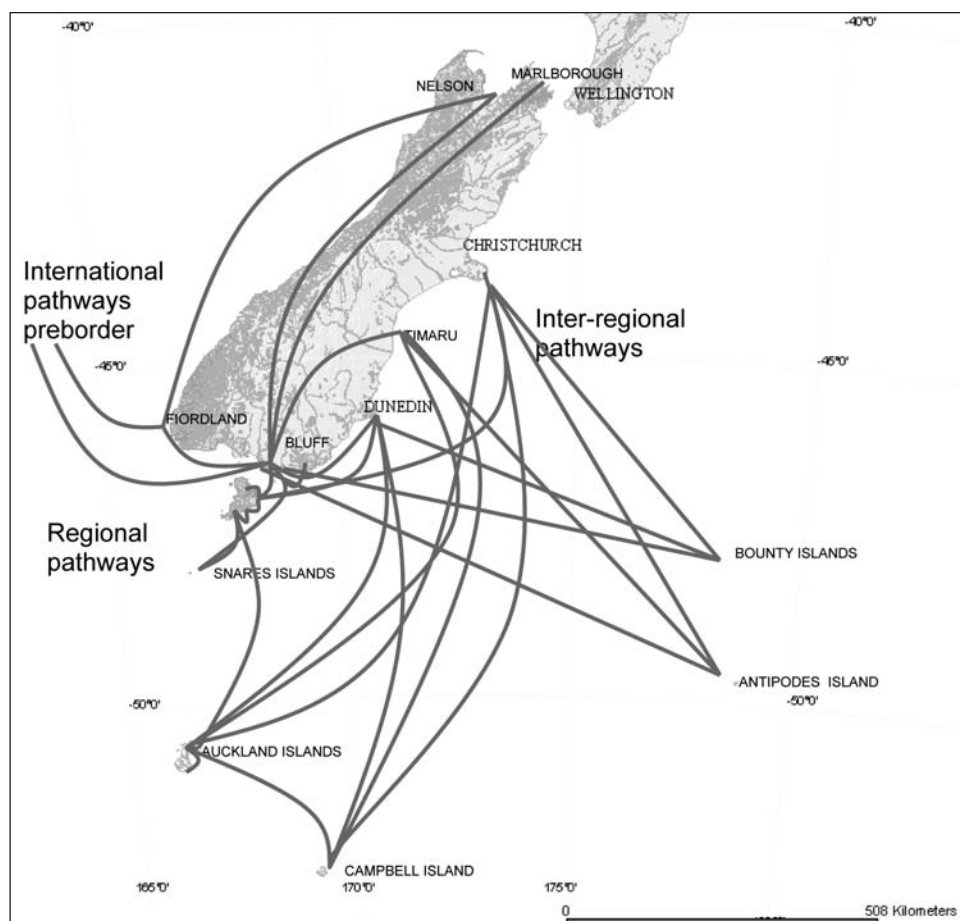 -40°0'
-40°0'
MARLBOROUGH
NELSON
WELLINGTON
CHRISTCHURCH
International
pathways
preborder
Inter-regional
pathways
TIMARU
-45°0'
-45°0'
DUNEDIN
FIORDLAND
BLUFF
Regional
pathways
BOUNTY ISLANDS
SNARES ISLANDS
ANTIPODES ISLAND
-50°0'
-50°0'
AUCKLAND ISLANDS
CAMPBELL ISLAND
165°0'
170°0'
175°0'
0
508 Kilometers